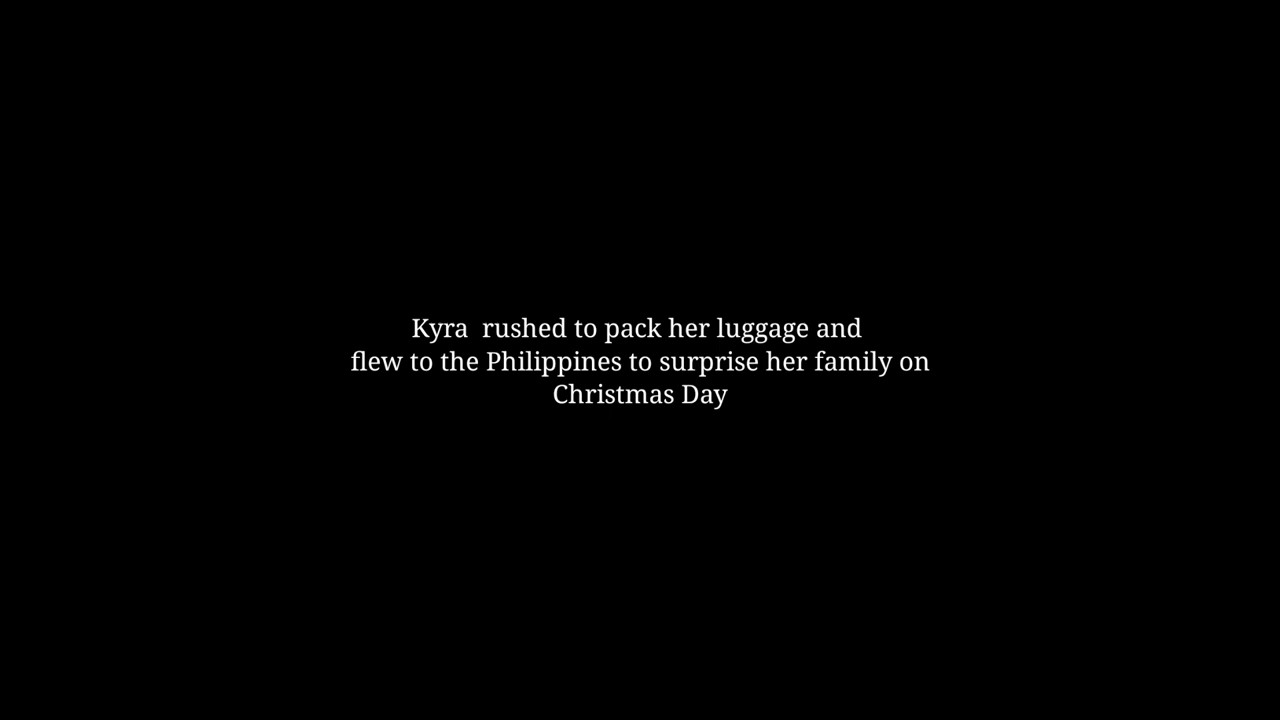 Kyra  rushed to pack her luggage and
flew to the Philippines to surprise her family on
Christmas Day